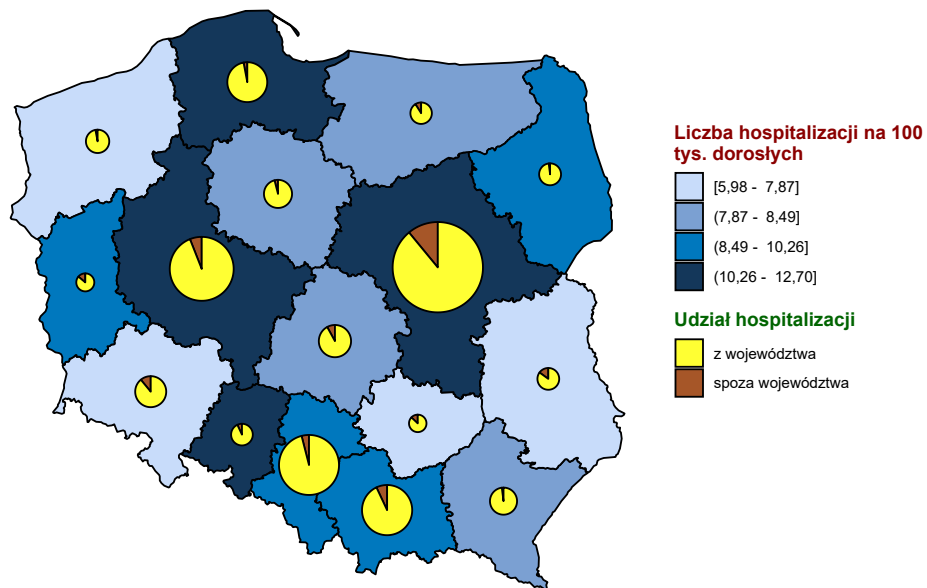 Liczba hospitalizacji na 100
tys. dorosłych
[5,98 - 7,87]
(7,87 - 8,49]
(8,49 - 10,26]
(10,26 - 12,70]
Udział hospitalizacji
z województwa
spoza województwa